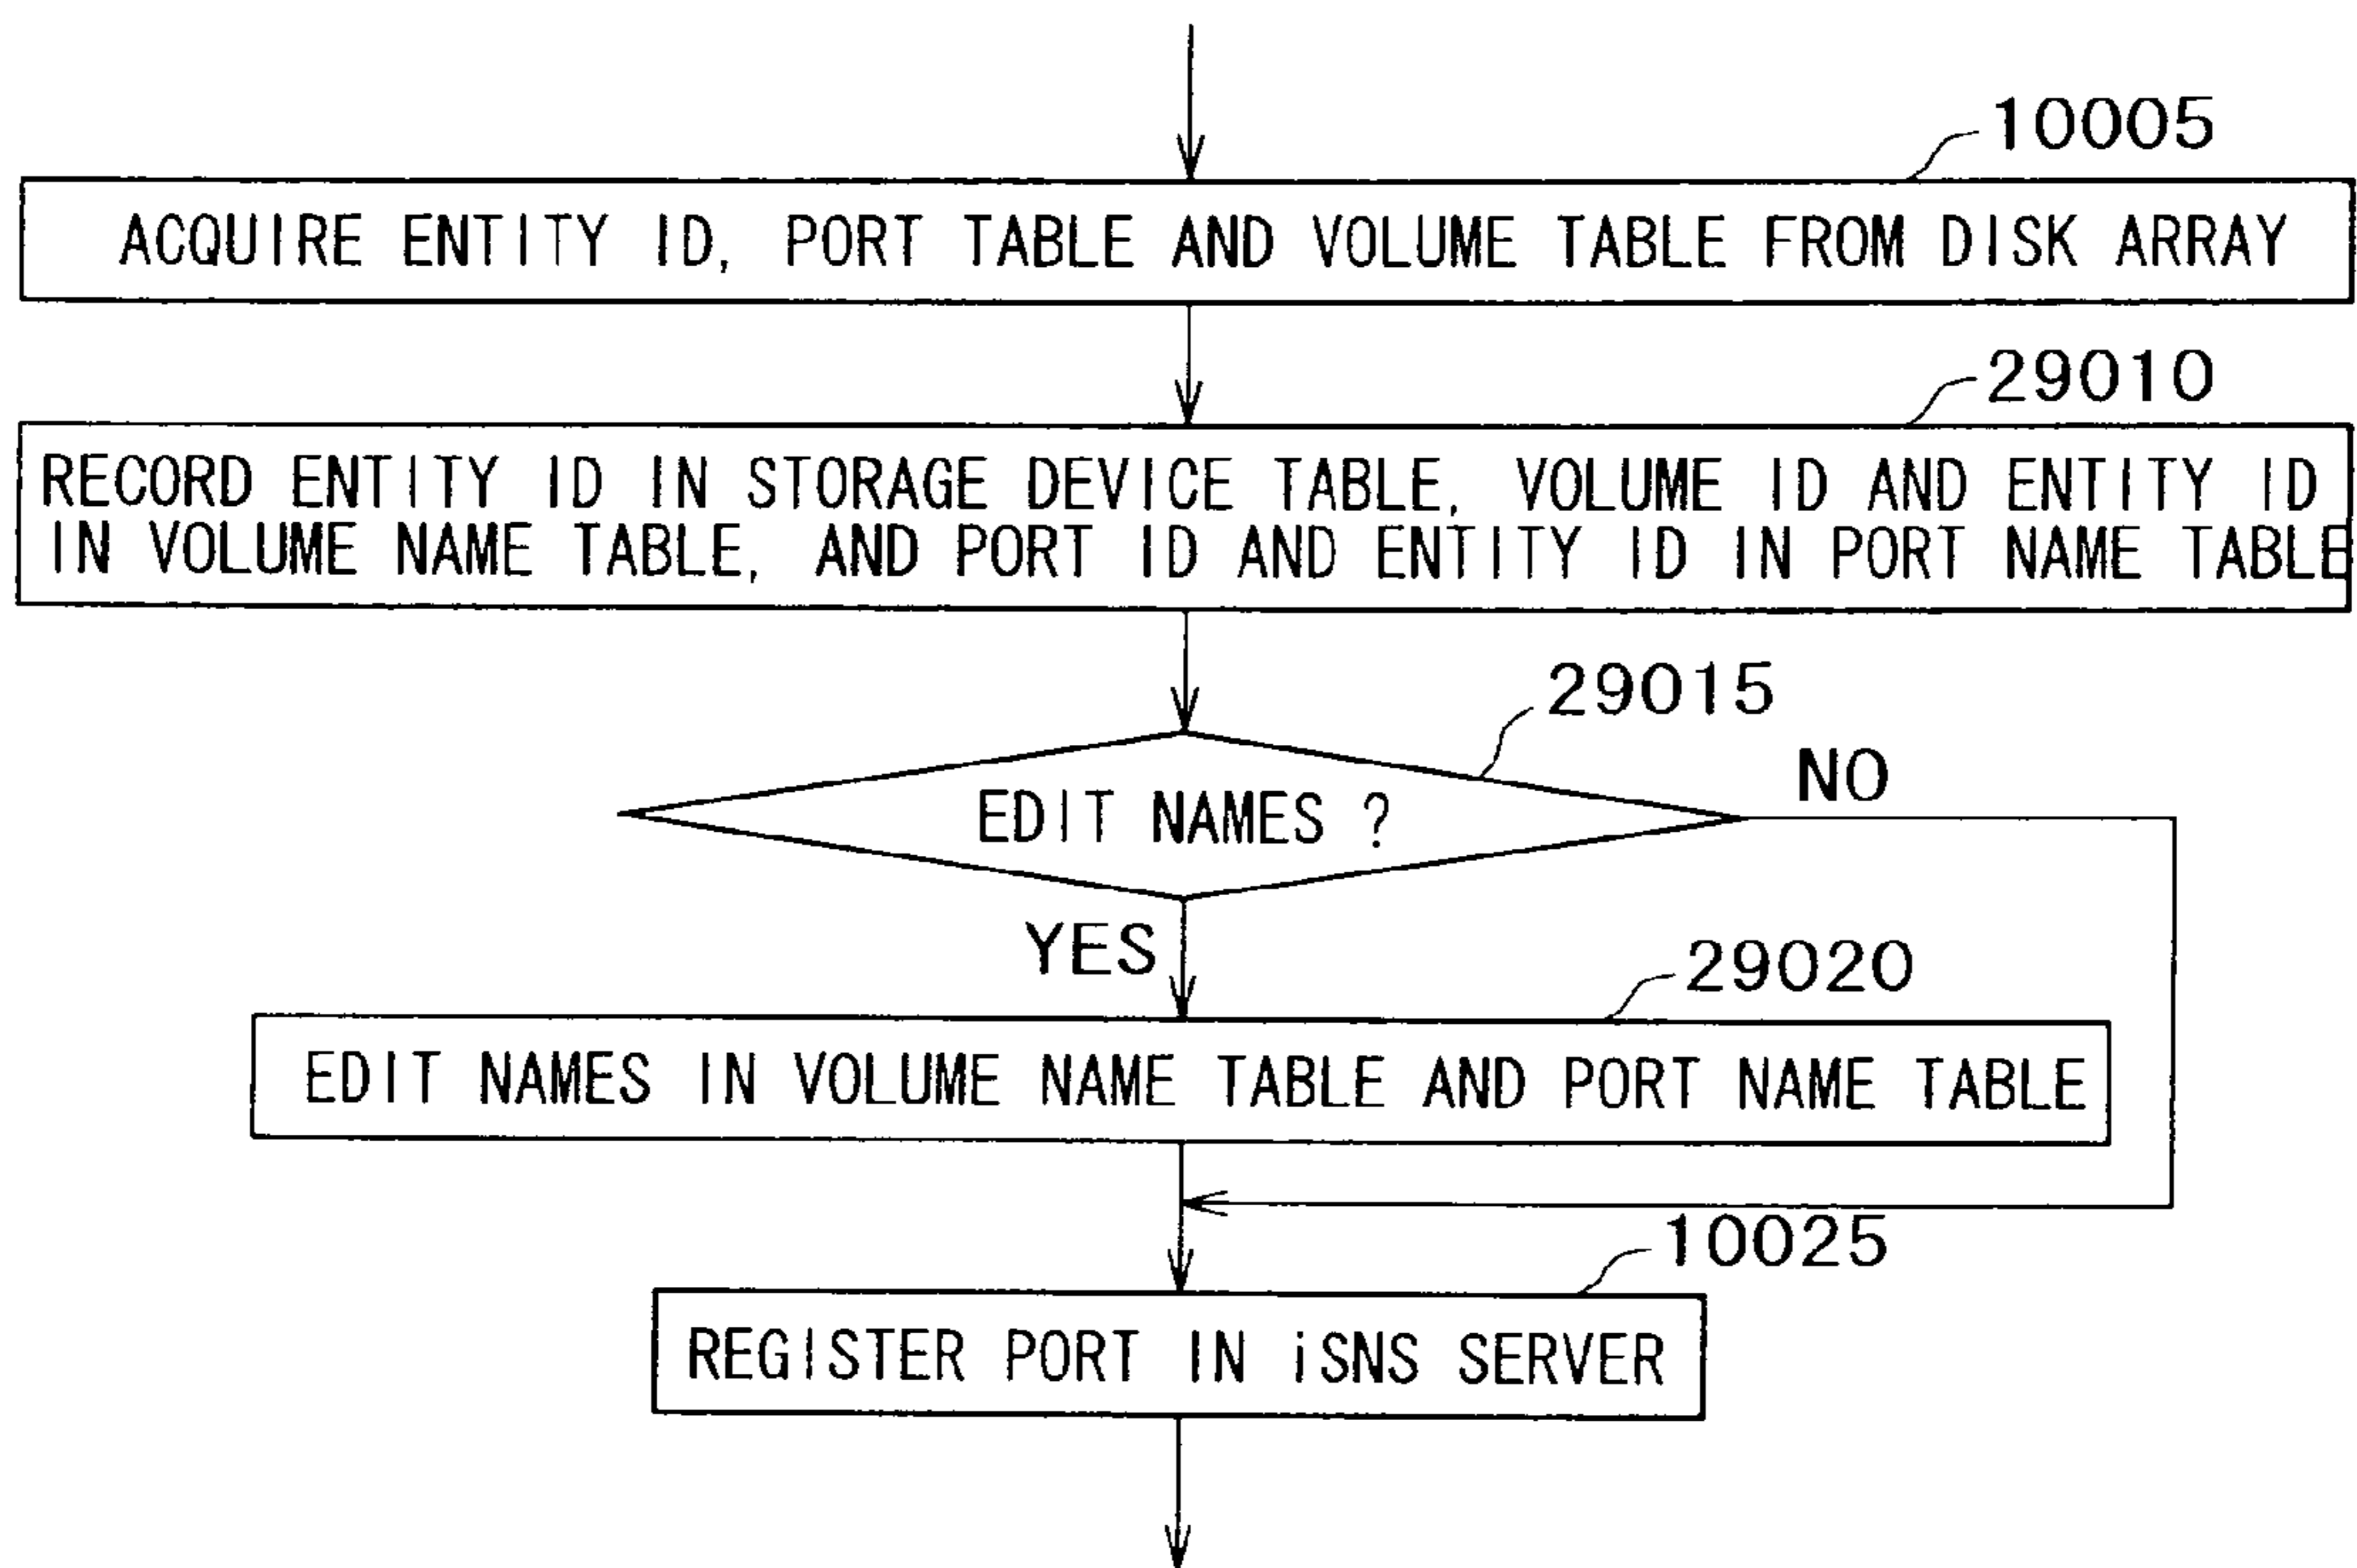 10005
ACQUIRE ENTITY ID, PORT TABLE AND VOLUME TABLE FROM DISK ARRAY
29010
RECORD ENTITY ID IN STORAGE DEVICE TABLE, VOLUME ID AND ENTITY ID
IN VOLUME NAME TABLE, AND PORT ID AND ENTITY ID IN PORT NAME TABLE
29015
NO
EDIT NAMES ?
YES
29020
EDIT NAMES IN VOLUME NAME TABLE AND PORT NAME TABLE
10025
REGISTER PORT IN iSNS SERVER